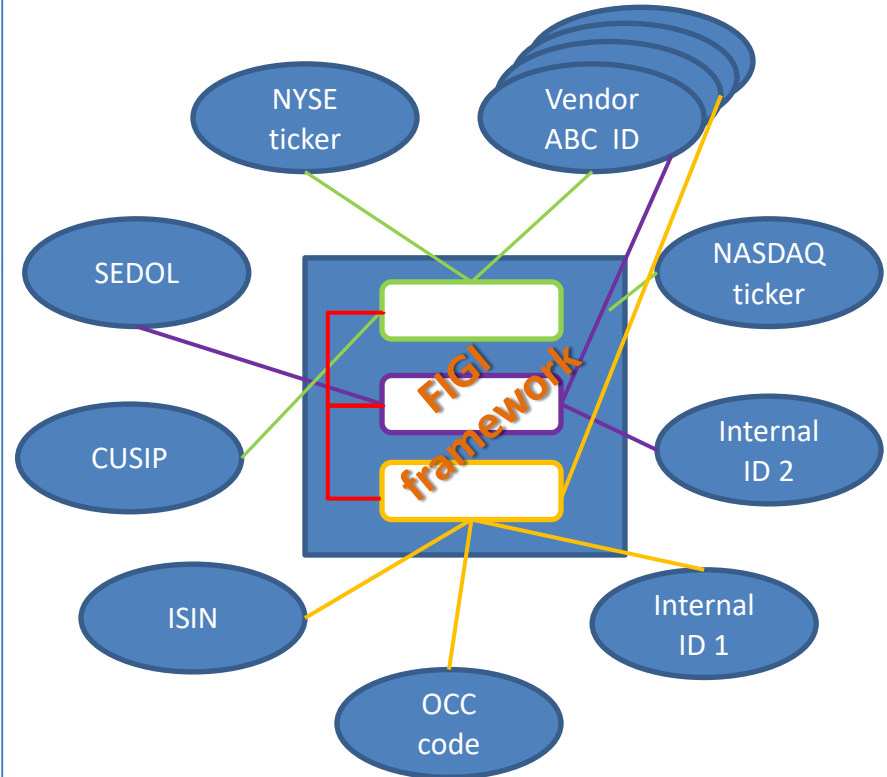 NYSE
ticker
Vendor
ABC ID
SEDOL
NASDAQ
ticker
FIGI
framework
CUSIP
Internal
ID 2
ISIN
Internal
ID 1
OCC
code